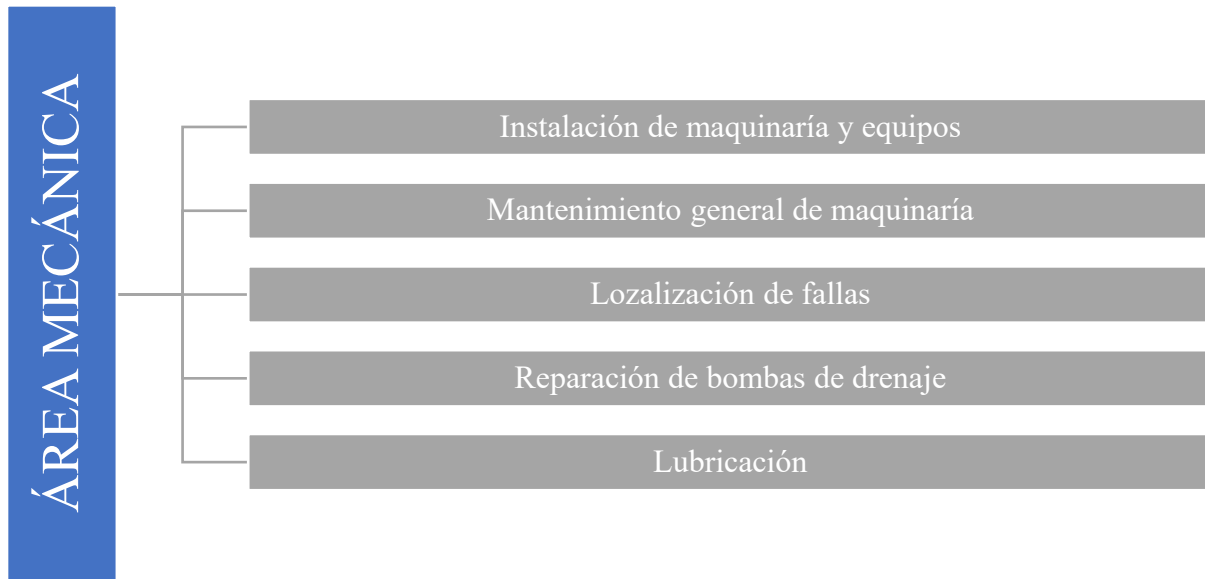 ÁREA MECÁNICA
Instalación de maquinaría y equipos
Mantenimiento general de maquinaría
Lozalización de fallas
Reparación de bombas de drenaje
Lubricación